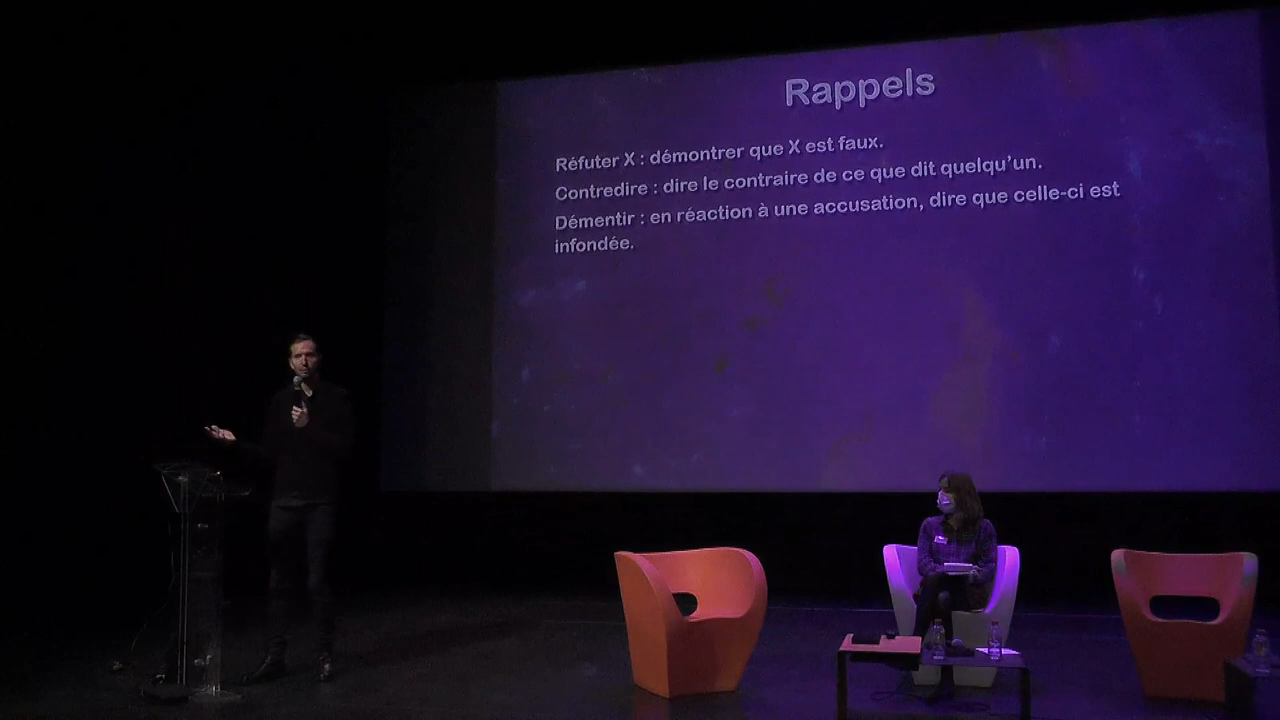 Rappels
Réfuter X : démontrer que X est faux.
Contredire : dire le contraire de ce que dit quelqu’un.
Démentir : en réaction à une accusation, dire que celle-ci est
infondée.